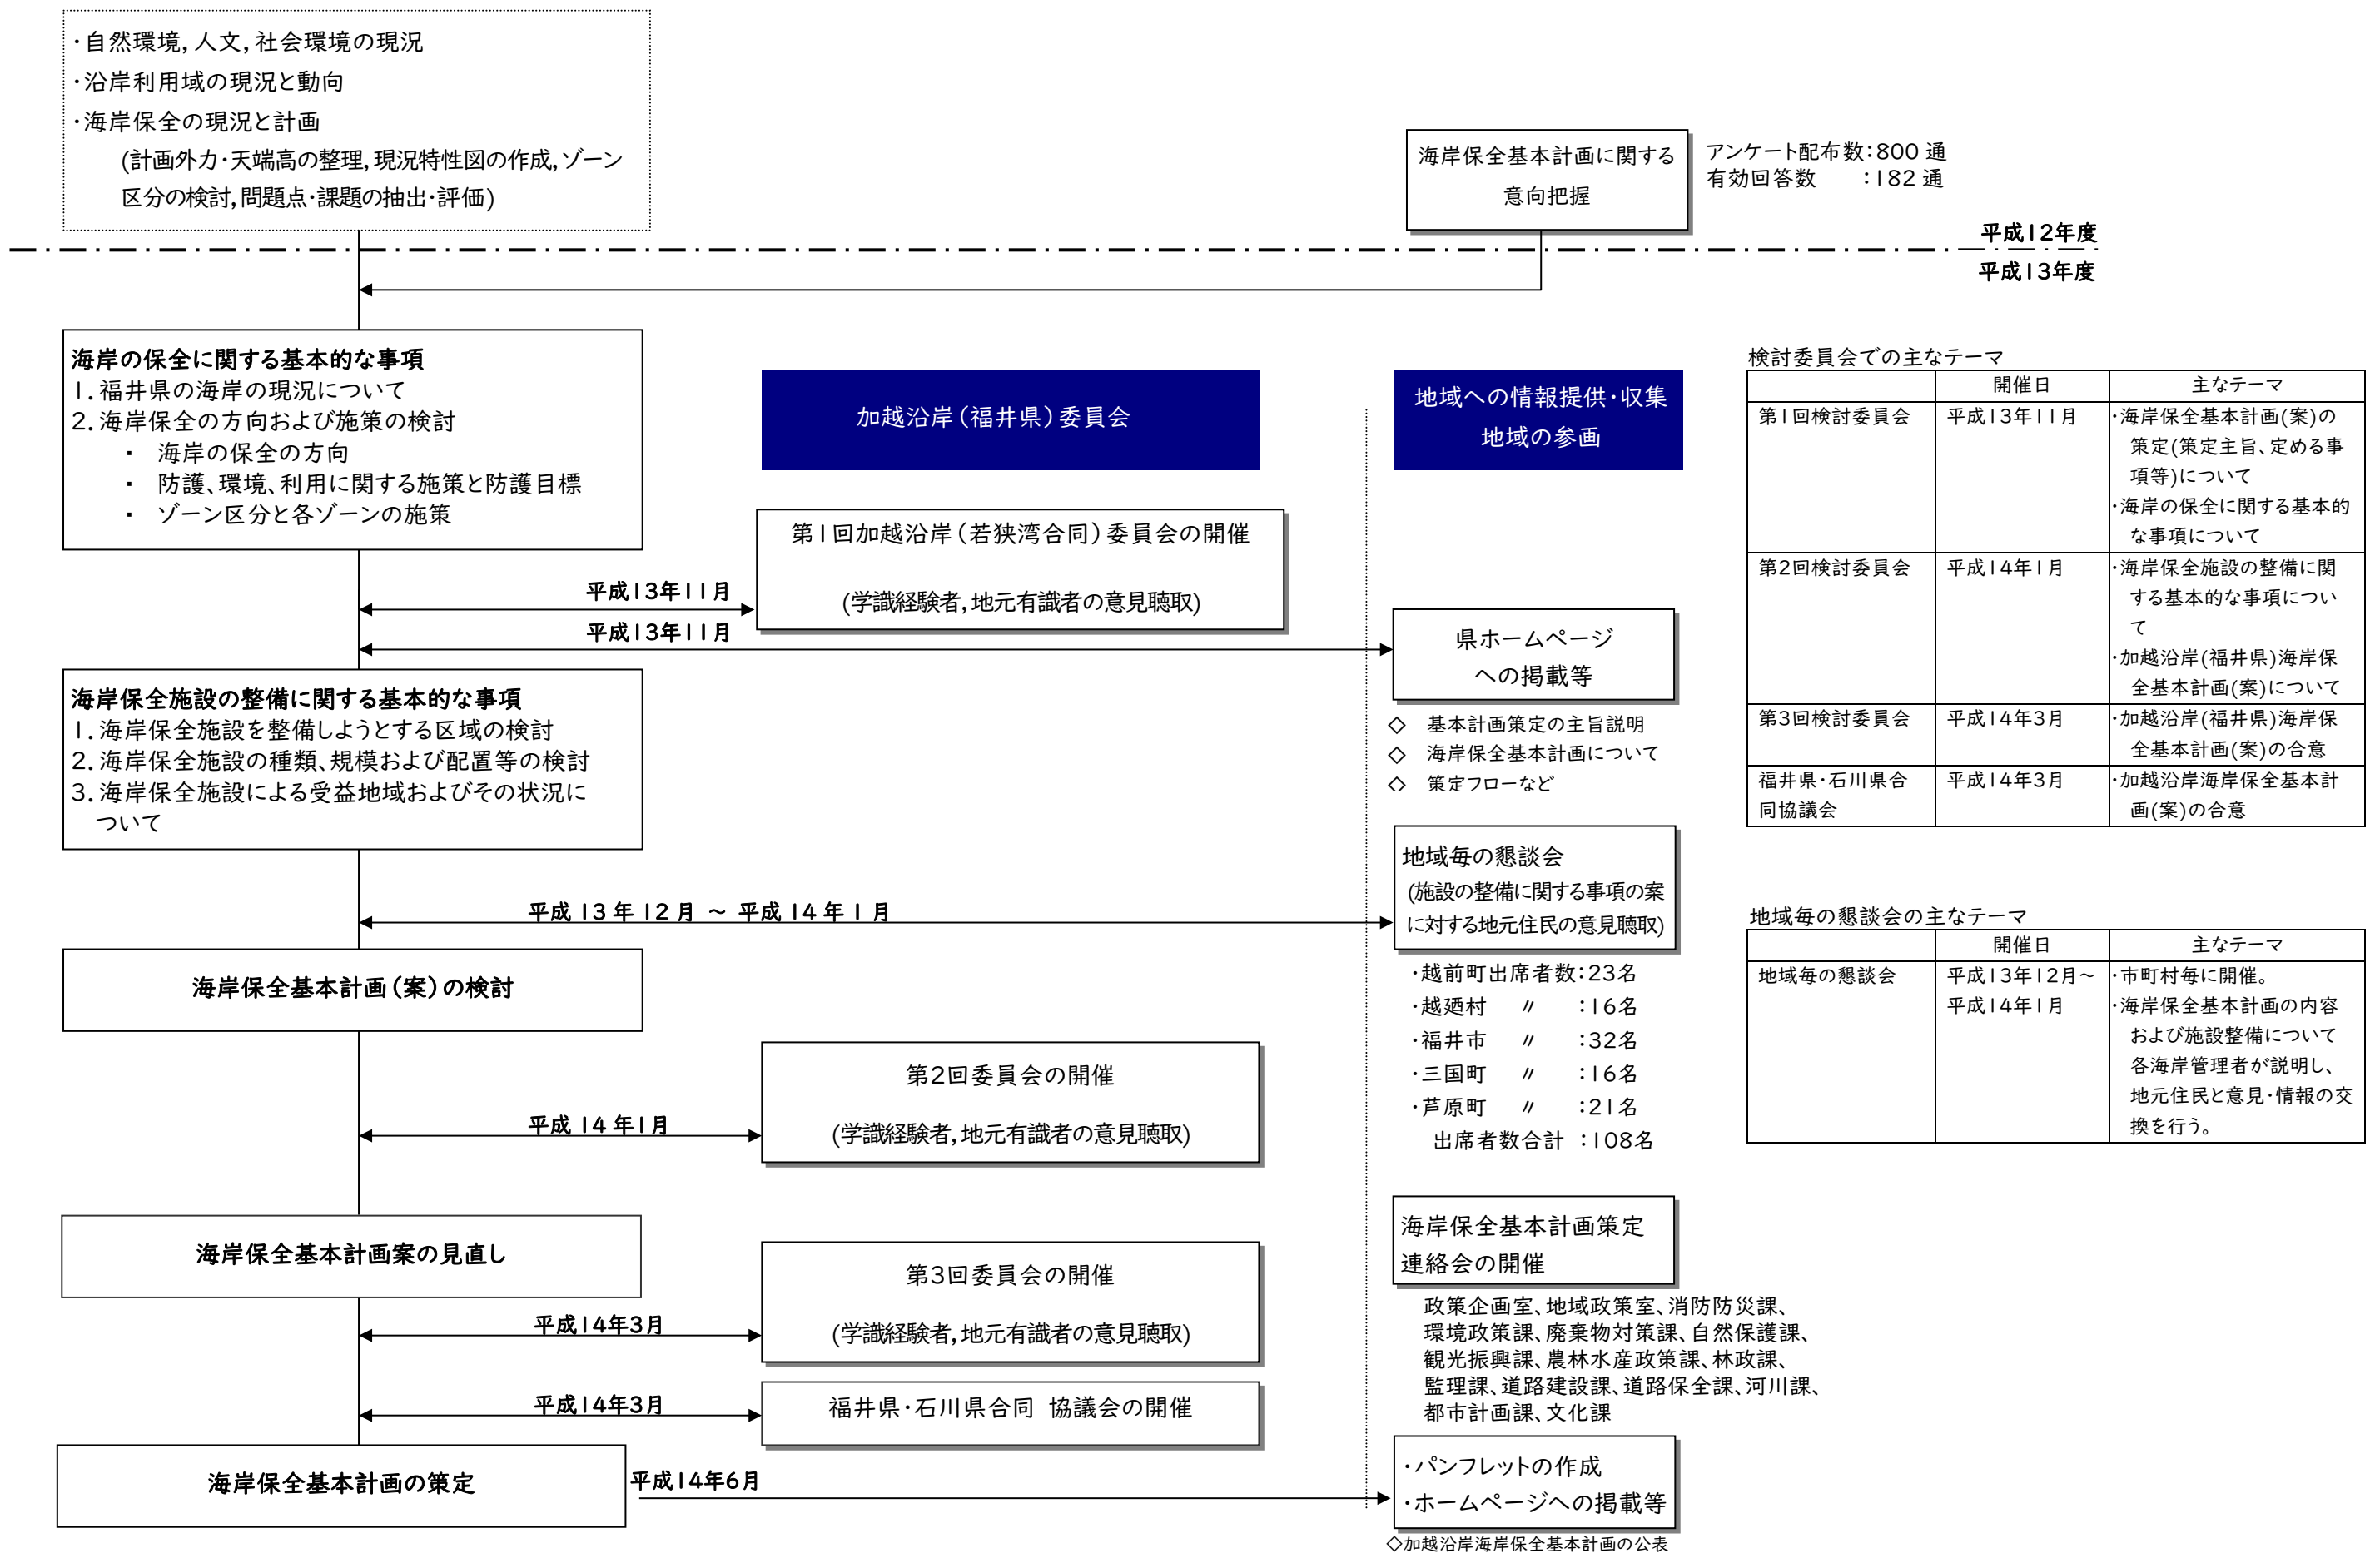 ・自然環境,人文,社会環境の現況
・沿岸利用域の現況と動向
・海岸保全の現況と計画
(計画外力・天端高の整理,現況特性図の作成,ゾーン
区分の検討,問題点・課題の抽出・評価)
海岸保全基本計画に関する
意向把握
アンケート配布数:800 通
有効回答数　　:182 通
平成12年度
平成13年度
海岸の保全に関する基本的な事項
1.福井県の海岸の現況について
2.海岸保全の方向および施策の検討
・　海岸の保全の方向
・　防護、環境、利用に関する施策と防護目標
・　ゾーン区分と各ゾーンの施策
加越沿岸(福井県)委員会
地域への情報提供・収集
地域の参画
第1回加越沿岸(若狭湾合同)委員会の開催
(学識経験者,地元有識者の意見聴取)
平成13年11月
平成13年11月
県ホームページ
への掲載等
◇　基本計画策定の主旨説明
◇　海岸保全基本計画について
◇　策定フローなど
海岸保全施設の整備に関する基本的な事項
1.海岸保全施設を整備しようとする区域の検討
2.海岸保全施設の種類、規模および配置等の検討
3.海岸保全施設による受益地域およびその状況に
ついて
平成 13 年 12 月 ～ 平成 14 年 1 月
地域毎の懇談会
(施設の整備に関する事項の案
に対する地元住民の意見聴取)
・越前町出席者数:23名
・越廼村　〃　:16名
・福井市　〃　:32名
・三国町　〃　:16名
・芦原町　〃　:21名
出席者数合計 :108名
海岸保全基本計画(案)の検討
第2回委員会の開催
(学識経験者,地元有識者の意見聴取)
平成 14 年1月
海岸保全基本計画案の見直し
第3回委員会の開催
(学識経験者,地元有識者の意見聴取)
平成14年3月
海岸保全基本計画策定
連絡会の開催
政策企画室、地域政策室、消防防災課、
環境政策課、廃棄物対策課、自然保護課、
観光振興課、農林水産政策課、林政課、
監理課、道路建設課、道路保全課、河川課、
都市計画課、文化課
平成14年3月
福井県・石川県合同 協議会の開催
海岸保全基本計画の策定
平成14年6月
・パンフレットの作成
・ホームページへの掲載等
◇加越沿岸海岸保全基本計画の公表
検討委員会での主なテーマ
開催日　主なテーマ
第1回検討委員会　平成13年11月　・海岸保全基本計画(案)の
策定(策定主旨、定める事
項等)について
・海岸の保全に関する基本的
な事項について
第2回検討委員会　平成14年1月　・海岸保全施設の整備に関
する基本的な事項につい
て
・加越沿岸(福井県)海岸保
全基本計画(案)について
第3回検討委員会　平成14年3月　・加越沿岸(福井県)海岸保
全基本計画(案)の合意
福井県・石川県合　平成14年3月　・加越沿岸海岸保全基本計
同協議会　画(案)の合意
地域毎の懇談会の主なテーマ
開催日　主なテーマ
地域毎の懇談会　平成13年12月～　・市町村毎に開催。
平成14年1月　・海岸保全基本計画の内容
および施設整備について
各海岸管理者が説明し、
地元住民と意見・情報の交
換を行う。